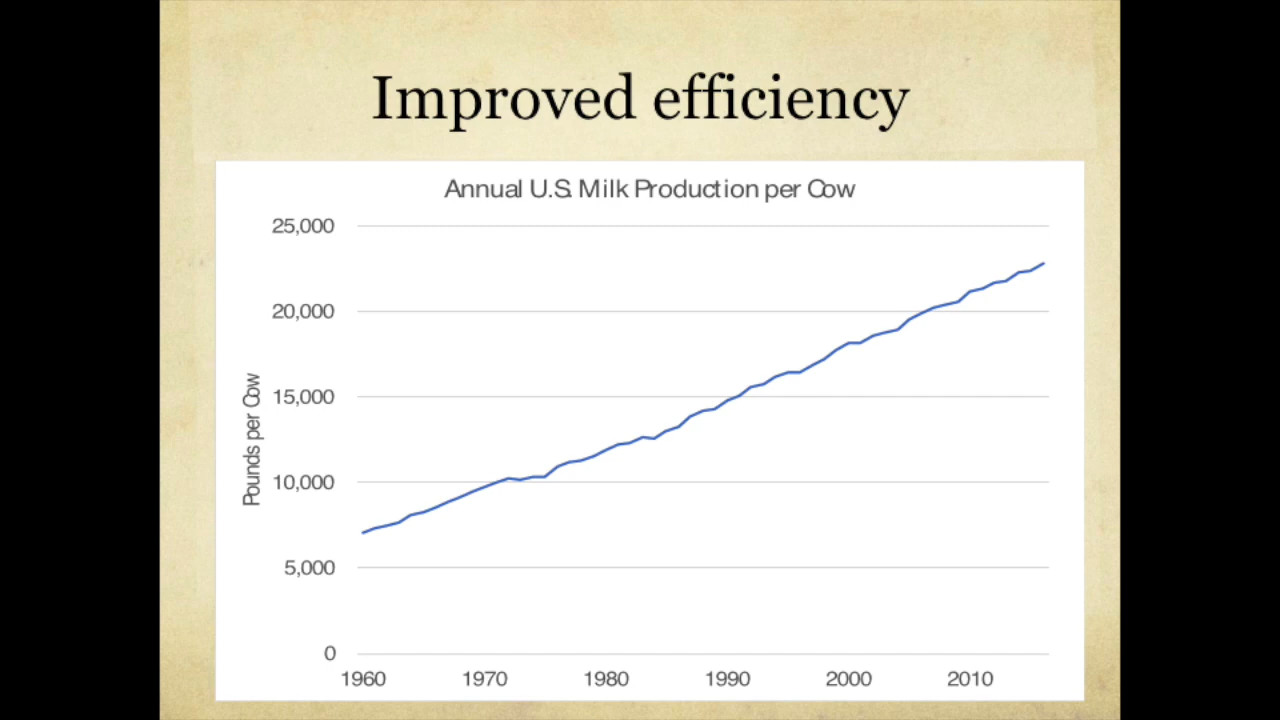 Improved efficiency
Annual U.S. Milk Production per Cow
25,000
20,000
15,000
10,000
5,000
0
Pounds per Cow
1960 1970 1980 1990 2000 2010